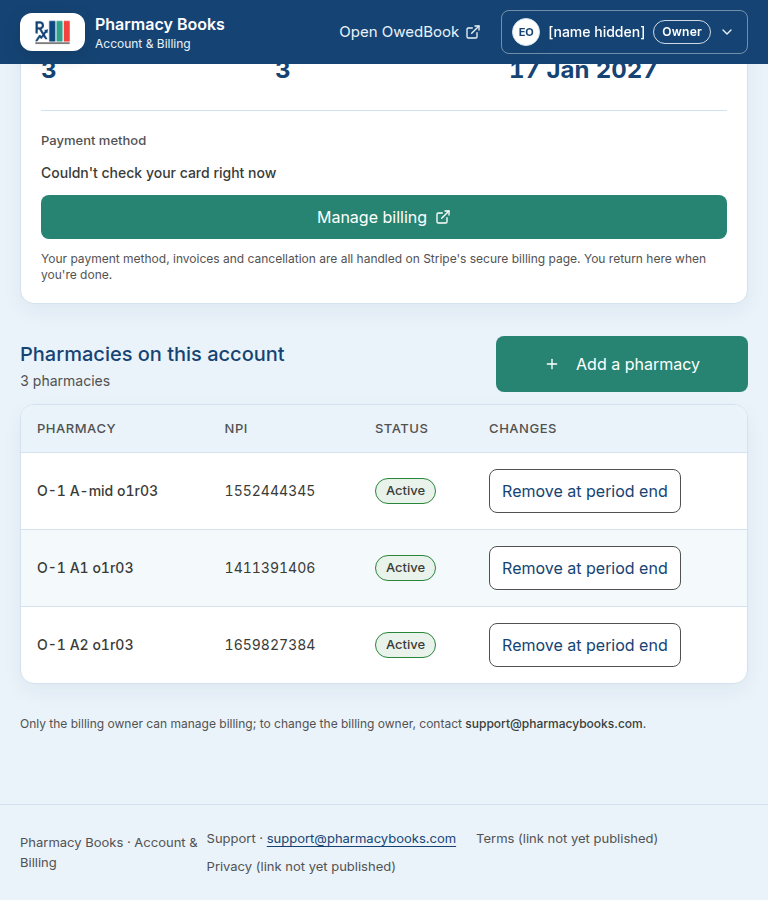 Rx
Pharmacy Books
Account & Billing
Open OwedBook
EO
[name hidden]
Owner
3
3
17 Jan 2027
Payment method
Couldn't check your card right now
Manage billing
Your payment method, invoices and cancellation are all handled on Stripe's secure billing page. You return here when
you're done.
Pharmacies on this account
3 pharmacies
+ Add a pharmacy
PHARMACY NPI STATUS CHANGES
O-1 A-mid o1r03 1552444345 Active Remove at period end
O-1 A1 o1r03 1411391406 Active Remove at period end
O-1 A2 o1r03 1659827384 Active Remove at period end
Only the billing owner can manage billing; to change the billing owner, contact support@pharmacybooks.com.
Pharmacy Books · Account &
Billing
Support · support@pharmacybooks.com
Terms (link not yet published)
Privacy (link not yet published)